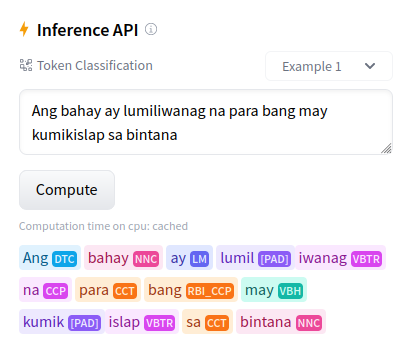 Inference API
Token Classification
Example 1
Ang bahay ay lumiliwanag na para bang may
kumikislap sa bintana
Compute
Computation time on cpu: cached
Ang DTC bahay NNC ay LM lumil [PAD] iwanag VBTR
na CCP para CCT bang RBI_CCP may VBH
kumik [PAD] islap VBTR sa CCT bintana NNC